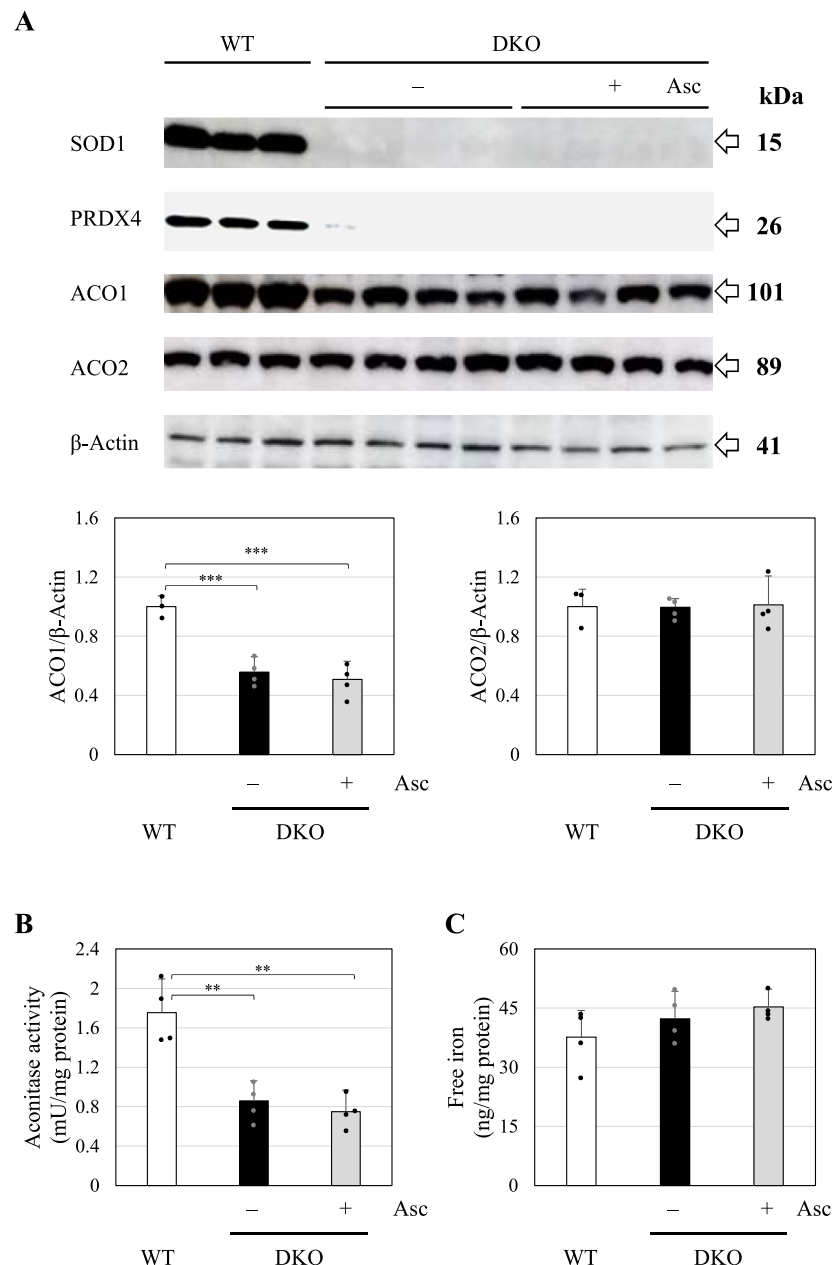 A
WT DKO
– + Asc kDa
SOD1 15
PRDX4 26
ACO1 101
ACO2 89
β-Actin 41
1.6
1.2
0.8
0.4
0
ACO1/β-Actin
***
***
– + Asc
WT DKO
1.6
1.2
0.8
0.4
0
ACO2/β-Actin
– + Asc
WT DKO
B
2.4
2
1.6
1.2
0.8
0.4
0
Aconitase activity
(mU/mg protein)
**
**
– + Asc
WT DKO
C
60
45
30
15
0
Free iron
(ng/mg protein)
– + Asc
WT DKO